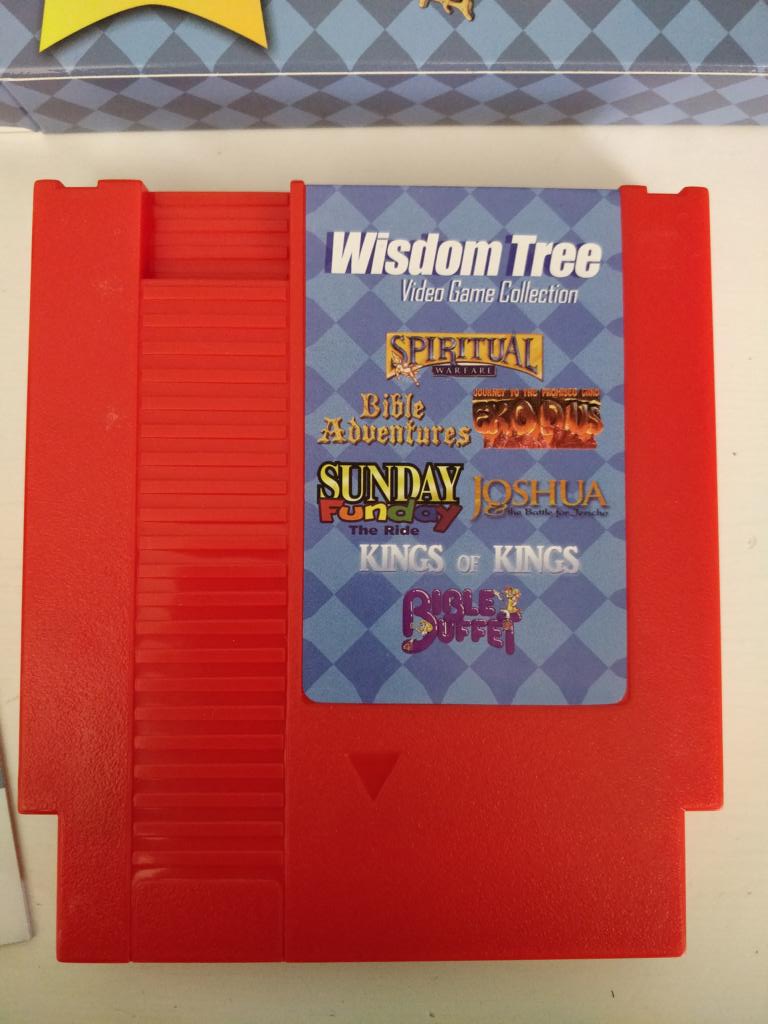 Wisdom Tree
Video Game Collection
SPIRITUAL
WARFARE
Bible
Adventures
JOURNEY TO THE PROMISED LAND
EXODUS
SUNDAY
Funday
The Ride
JOSHUA
& the Battle for Jericho
KINGS OF KINGS
BIBLE
BUFFET